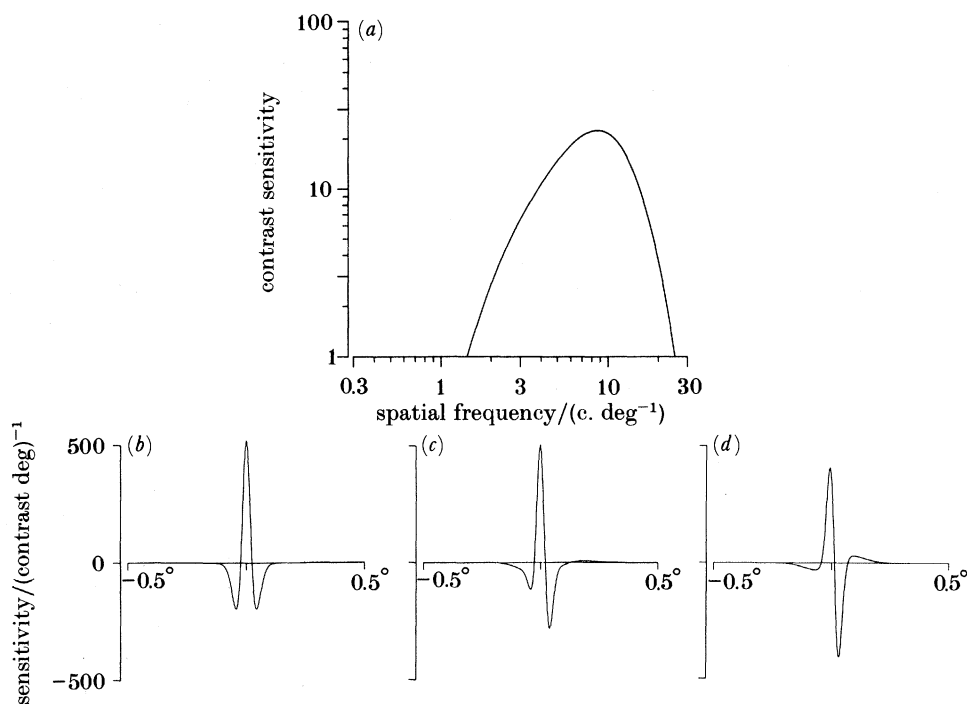 (a)
100
10
1
contrast sensitivity
0.3 1 3 10 30
spatial frequency/(c. deg⁻¹)
sensitivity/(contrast deg)⁻¹
(b) (c) (d)
500
0
−500
−0.5° 0.5° −0.5° 0.5° −0.5° 0.5°